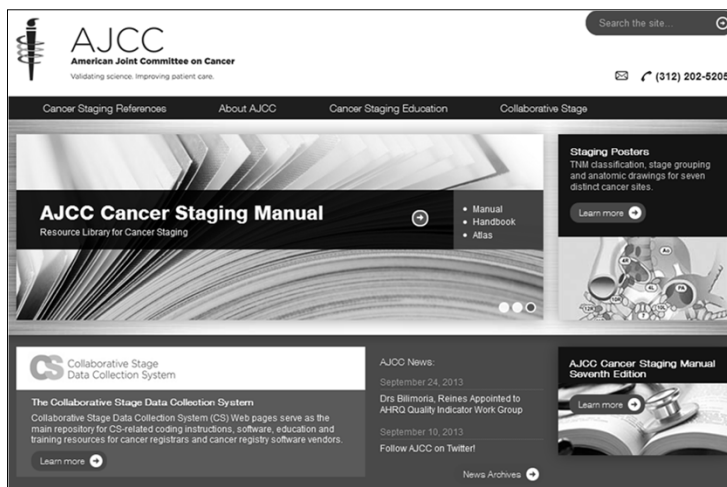 Search the site...
AJCC
American Joint Committee on Cancer
Validating science. Improving patient care.
(312) 202-5205
Cancer Staging References
About AJCC
Cancer Staging Education
Collaborative Stage
AJCC Cancer Staging Manual
Resource Library for Cancer Staging
• Manual
• Handbook
• Atlas
Staging Posters
TNM classification, stage grouping
and anatomic drawings for seven
distinct cancer sites.
Learn more
Ao
4R
4L
PA
10L
CS
Collaborative Stage
Data Collection System
The Collaborative Stage Data Collection System
Collaborative Stage Data Collection System (CS) Web pages serve as the
main repository for CS-related coding instructions, software, education and
training resources for cancer registrars and cancer registry software vendors.
Learn more
AJCC News:
September 24, 2013
Drs Bilimoria, Reines Appointed to
AHRQ Quality Indicator Work Group
September 10, 2013
Follow AJCC on Twitter!
News Archives
AJCC Cancer Staging Manual
Seventh Edition
Learn more